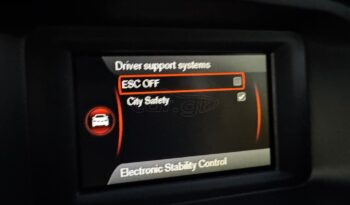 Driver support systems
ESC OFF
City Safety
Electronic Stability Control